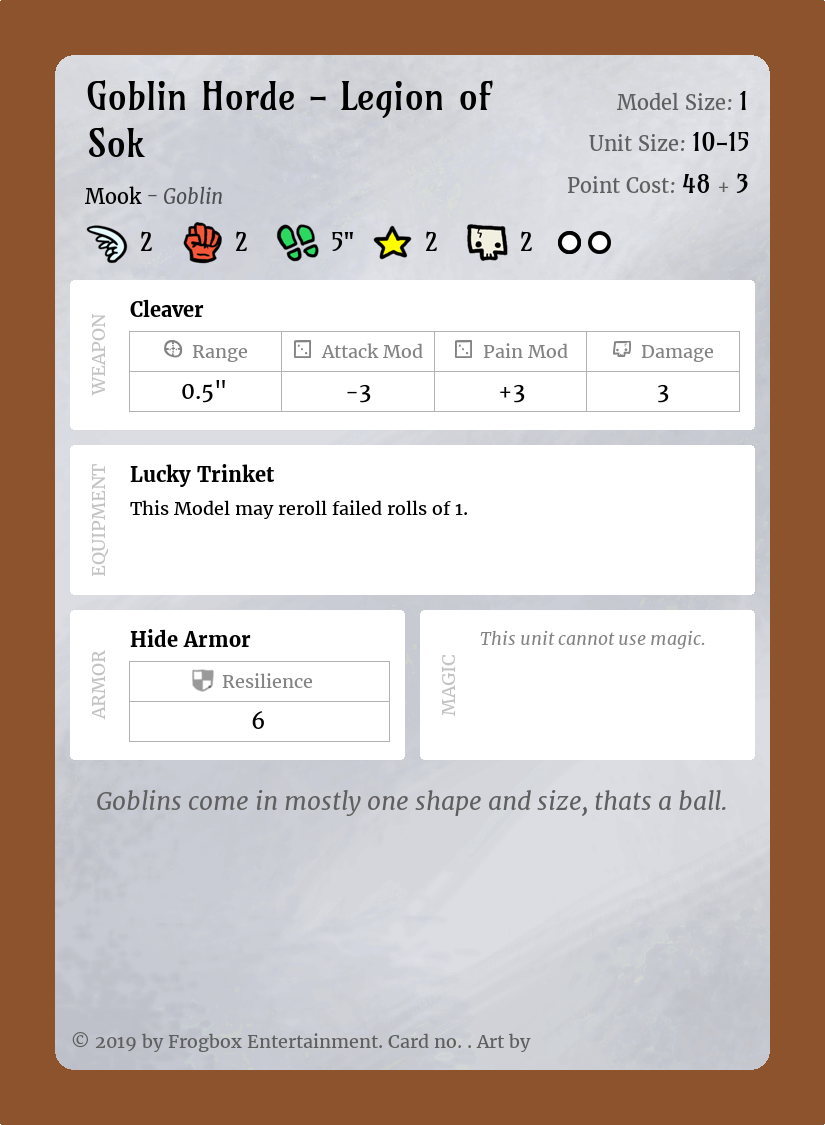 Goblin Horde – Legion of
Sok
Model Size: 1
Unit Size: 10–15
Point Cost: 48 + 3
Mook – Goblin
2 2 5" 2 2
WEAPON
Cleaver
Range Attack Mod Pain Mod Damage
0.5" -3 +3 3
EQUIPMENT
Lucky Trinket
This Model may reroll failed rolls of 1.
ARMOR
Hide Armor
Resilience
6
MAGIC
This unit cannot use magic.
Goblins come in mostly one shape and size, thats a ball.
© 2019 by Frogbox Entertainment. Card no. . Art by